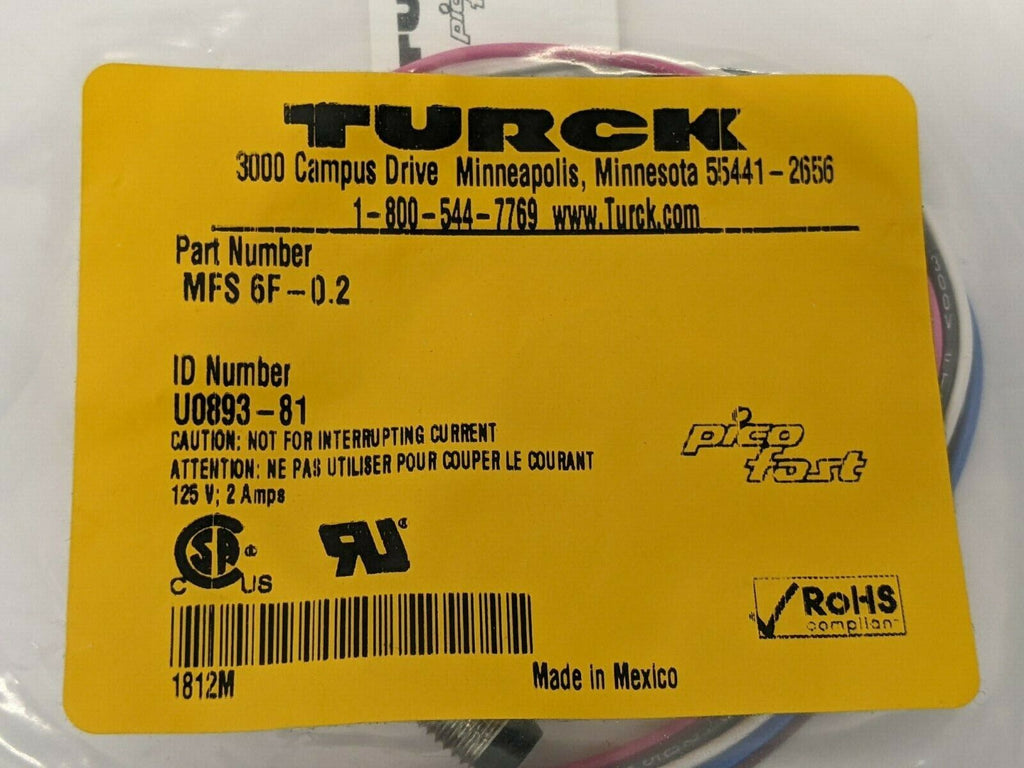 TURCK
3000 Campus Drive Minneapolis, Minnesota 55441-2656
1-800-544-7769 www.Turck.com
Part Number
MFS 6F-0.2
ID Number
U0893-81
CAUTION: NOT FOR INTERRUPTING CURRENT
ATTENTION: NE PAS UTILISER POUR COUPER LE COURANT
125 V; 2 Amps
pico
fast
CSA
C US
RU
RoHS
compliant
1812M
Made in Mexico